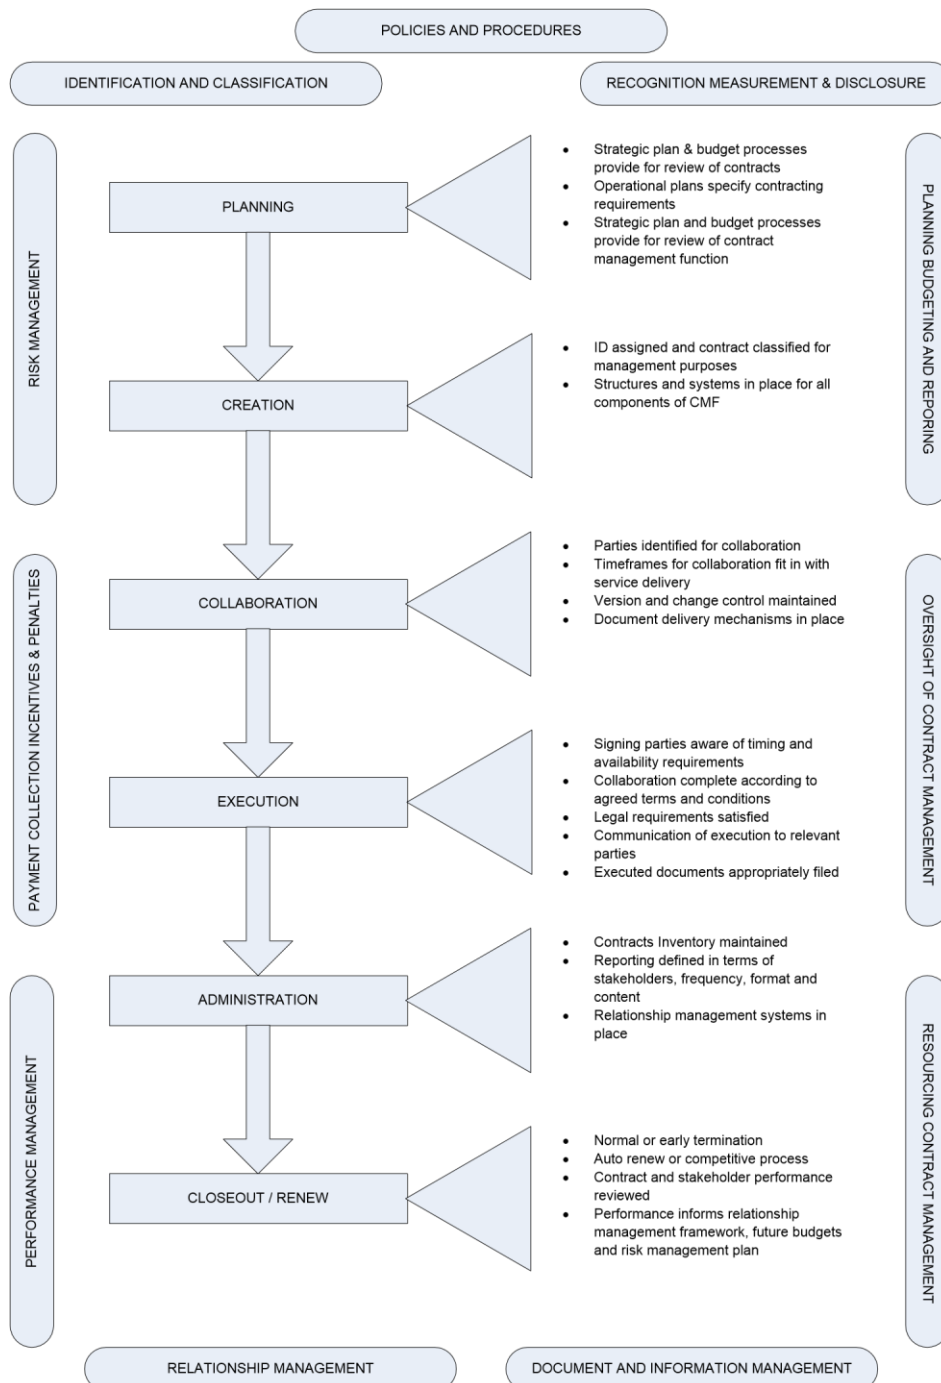 POLICIES AND PROCEDURES
IDENTIFICATION AND CLASSIFICATION
RECOGNITION MEASUREMENT & DISCLOSURE
RISK MANAGEMENT
PLANNING
• Strategic plan & budget processes
provide for review of contracts
• Operational plans specify contracting
requirements
• Strategic plan and budget processes
provide for review of contract
management function
PLANNING BUDGETING AND REPORING
CREATION
• ID assigned and contract classified for
management purposes
• Structures and systems in place for all
components of CMF
PAYMENT COLLECTION INCENTIVES & PENALTIES
COLLABORATION
• Parties identified for collaboration
• Timeframes for collaboration fit in with
service delivery
• Version and change control maintained
• Document delivery mechanisms in place
OVERSIGHT OF CONTRACT MANAGEMENT
EXECUTION
• Signing parties aware of timing and
availability requirements
• Collaboration complete according to
agreed terms and conditions
• Legal requirements satisfied
• Communication of execution to relevant
parties
• Executed documents appropriately filed
PERFORMANCE MANAGEMENT
ADMINISTRATION
• Contracts Inventory maintained
• Reporting defined in terms of
stakeholders, frequency, format and
content
• Relationship management systems in
place
RESOURCING CONTRACT MANAGEMENT
CLOSEOUT / RENEW
• Normal or early termination
• Auto renew or competitive process
• Contract and stakeholder performance
reviewed
• Performance informs relationship
management framework, future budgets
and risk management plan
RELATIONSHIP MANAGEMENT
DOCUMENT AND INFORMATION MANAGEMENT